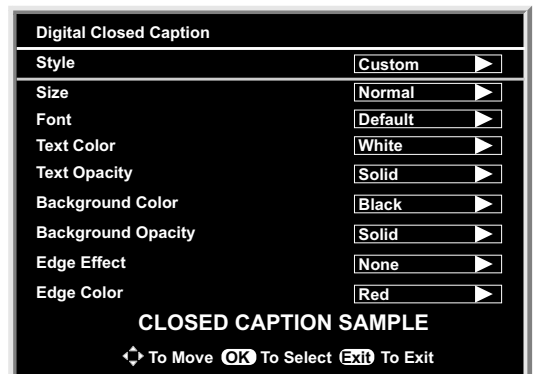 Digital Closed Caption
Style Custom
Size Normal
Font Default
Text Color White
Text Opacity Solid
Background Color Black
Background Opacity Solid
Edge Effect None
Edge Color Red
CLOSED CAPTION SAMPLE
To Move OK To Select Exit To Exit